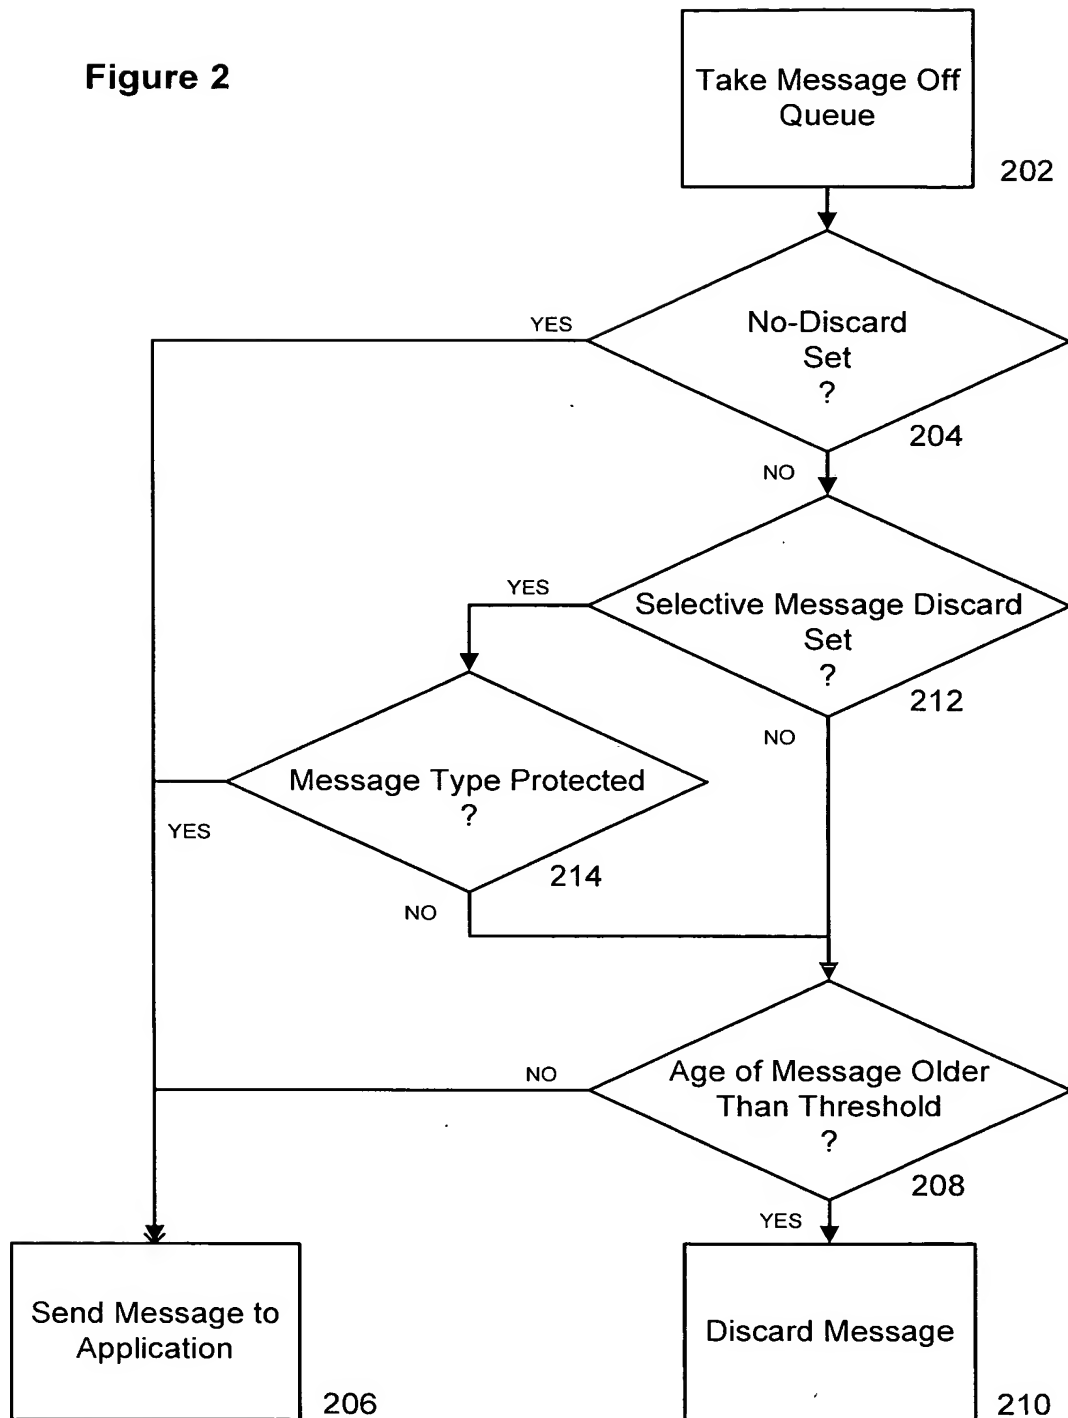 Figure 2
Take Message Off
Queue
202
YES
No-Discard
Set
?
204
NO
YES
Selective Message Discard
Set
?
212
NO
Message Type Protected
?
YES
214
NO
NO
Age of Message Older
Than Threshold
?
208
YES
Send Message to
Application
206
Discard Message
210